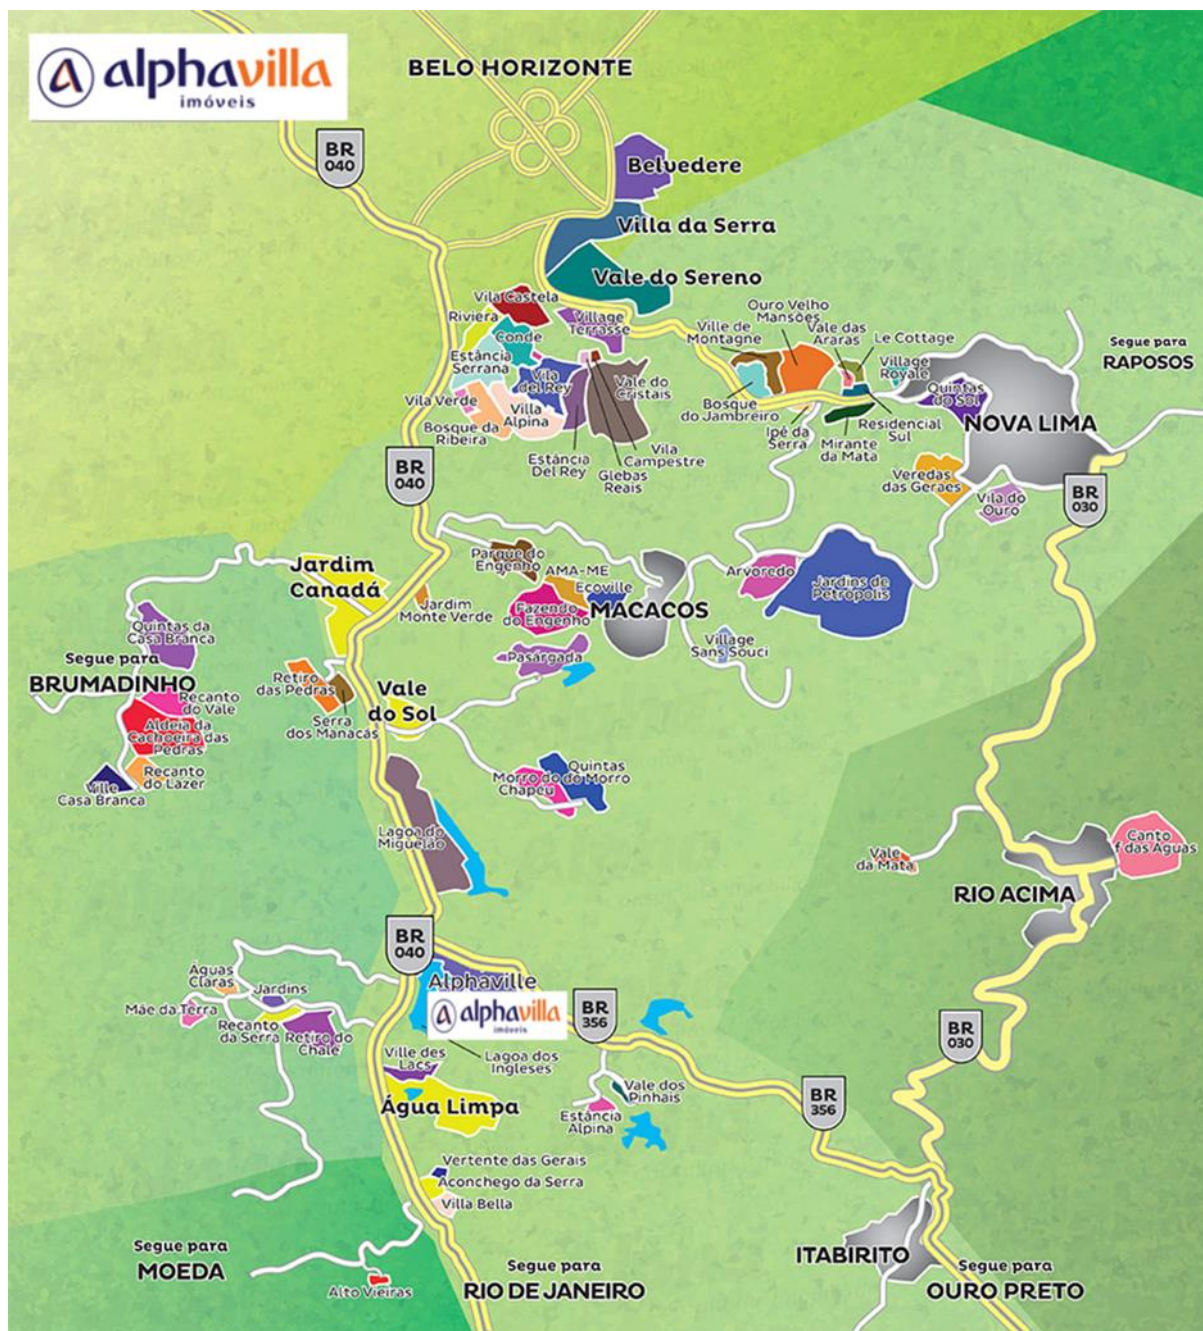 alphavilla
imóveis
BELO HORIZONTE
BR
040
Belvedere
Villa da Serra
Vale do Sereno
Vila Castela
Riviera
Village
Terrasse
Conde
Estância
Serrana
Vila
del Rey
Vale do
Cristais
Vila Verde
Villa
Alpina
Bosque da
Ribeira
Estância
Del Rey
Glebas
Reais
Vila
Campestre
Ouro Velho
Mansões
Ville de
Montagne
Vale das
Araras
Le Cottage
Village
Royale
Quintas
do Sol
Bosque
do Jambreiro
Ipê da
Serra
Mirante
da Mata
Residencial
Sul
Segue para
RAPOSOS
NOVA LIMA
Veredas
das Geraes
Vila do
Ouro
BR
030
BR
040
Parque do
Engenho
AMA-ME
Ecoville
Fazendo
do Engenho
MACACOS
Arvoredo
Jardins de
Petrópolis
Jardim
Canadá
Jardim
Monte Verde
Pasárgada
Village
Sans Souci
Quintas da
Casa Branca
Segue para
BRUMADINHO
Recanto
do Vale
Aldeia da
Cachoeira das
Pedras
Recanto
do Lazer
Ville
Casa Branca
Retiro
das Pedras
Serra
dos Manacás
Vale
do Sol
Quintas
do Morro
Morro do
Chapéu
Lagoa do
Miguelão
Vale
da Mata
Canto
f das Águas
RIO ACIMA
BR
040
Águas
Claras
Jardins
Mãe da Terra
Recanto
da Serra
Retiro do
Chalé
Alphaville
alphavilla
imóveis
BR
356
BR
030
Lagoa dos
Ingleses
Ville des
Lacs
Água Limpa
Vale dos
Pinhais
Estância
Alpina
BR
356
Vertente das Gerais
Aconchego da Serra
Villa Bella
Segue para
MOEDA
Alto Vieiras
Segue para
RIO DE JANEIRO
ITABIRITO
Segue para
OURO PRETO